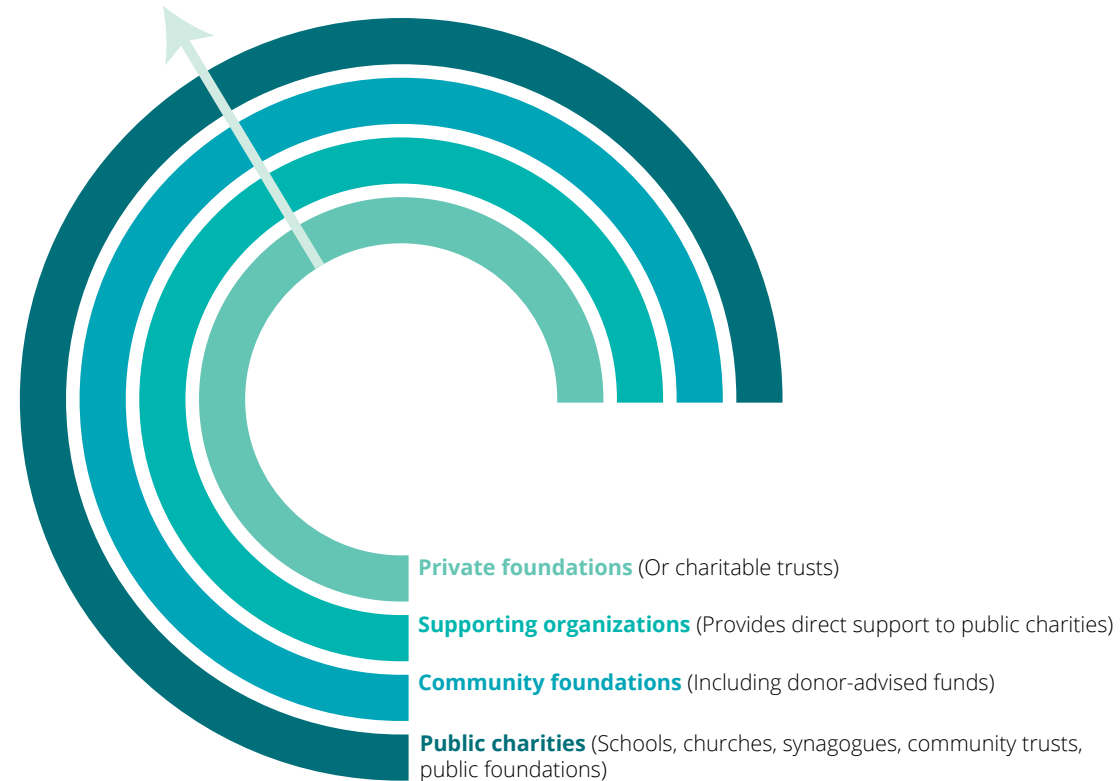 Private foundations (Or charitable trusts)
Supporting organizations (Provides direct support to public charities)
Community foundations (Including donor-advised funds)
Public charities (Schools, churches, synagogues, community trusts,
public foundations)